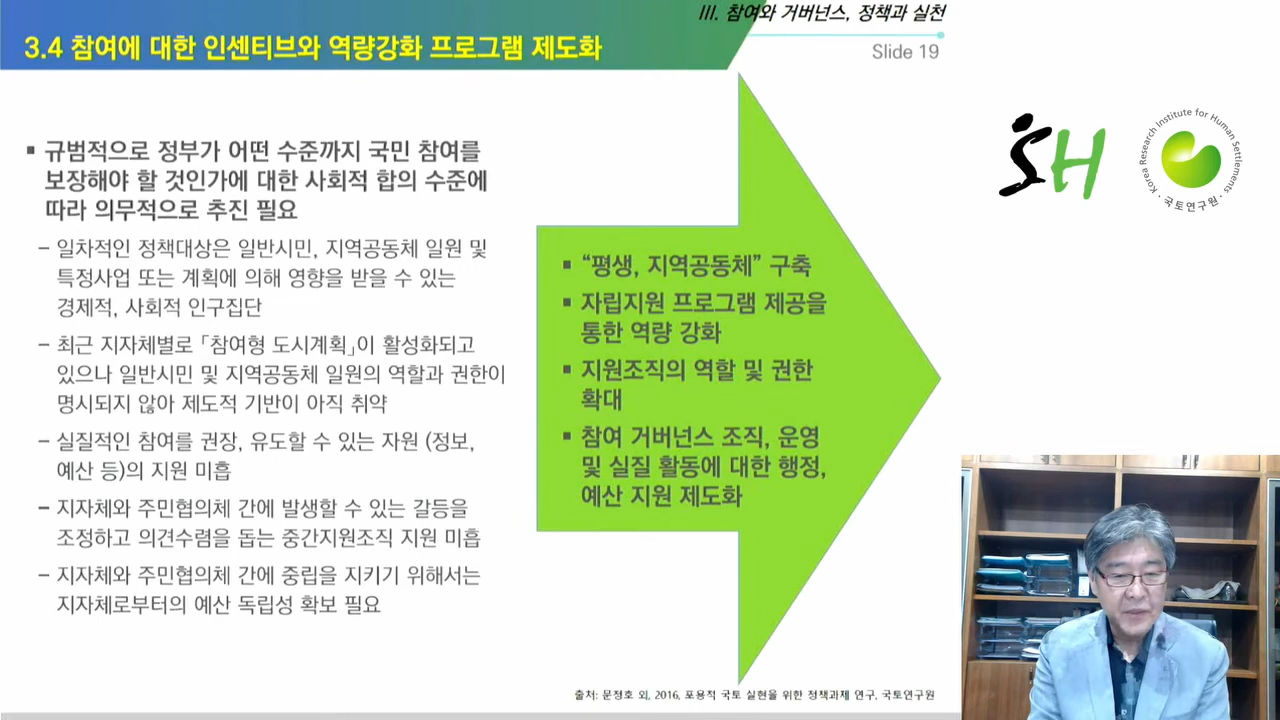 III. 참여와 거버넌스, 정책과 실천
3.4 참여에 대한 인센티브와 역량강화 프로그램 제도화
Slide 19
▪ 규범적으로 정부가 어떤 수준까지 국민 참여를
보장해야 할 것인가에 대한 사회적 합의 수준에
따라 의무적으로 추진 필요
– 일차적인 정책대상은 일반시민, 지역공동체 일원 및
특정사업 또는 계획에 의해 영향을 받을 수 있는
경제적, 사회적 인구집단
– 최근 지자체별로 「참여형 도시계획」이 활성화되고
있으나 일반시민 및 지역공동체 일원의 역할과 권한이
명시되지 않아 제도적 기반이 아직 취약
– 실질적인 참여를 권장, 유도할 수 있는 자원 (정보,
예산 등)의 지원 미흡
– 지자체와 주민협의체 간에 발생할 수 있는 갈등을
조정하고 의견수렴을 돕는 중간지원조직 지원 미흡
– 지자체와 주민협의체 간에 중립을 지키기 위해서는
지자체로부터의 예산 독립성 확보 필요
▪ “평생, 지역공동체” 구축
▪ 자립지원 프로그램 제공을
통한 역량 강화
▪ 지원조직의 역할 및 권한
확대
▪ 참여 거버넌스 조직, 운영
및 실질 활동에 대한 행정,
예산 지원 제도화
출처: 문정호 외, 2016, 포용적 국토 실현을 위한 정책과제 연구, 국토연구원
SH
Korea Research Institute for Human Settlements
· 국토연구원 ·